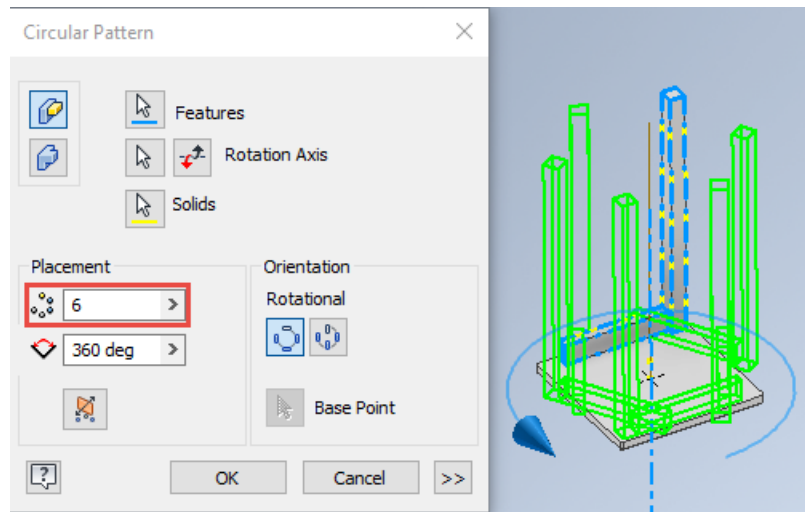 Circular Pattern
Features
Rotation Axis
Solids
Placement
6 >
360 deg >
Orientation
Rotational
Base Point
?
OK
Cancel
>>